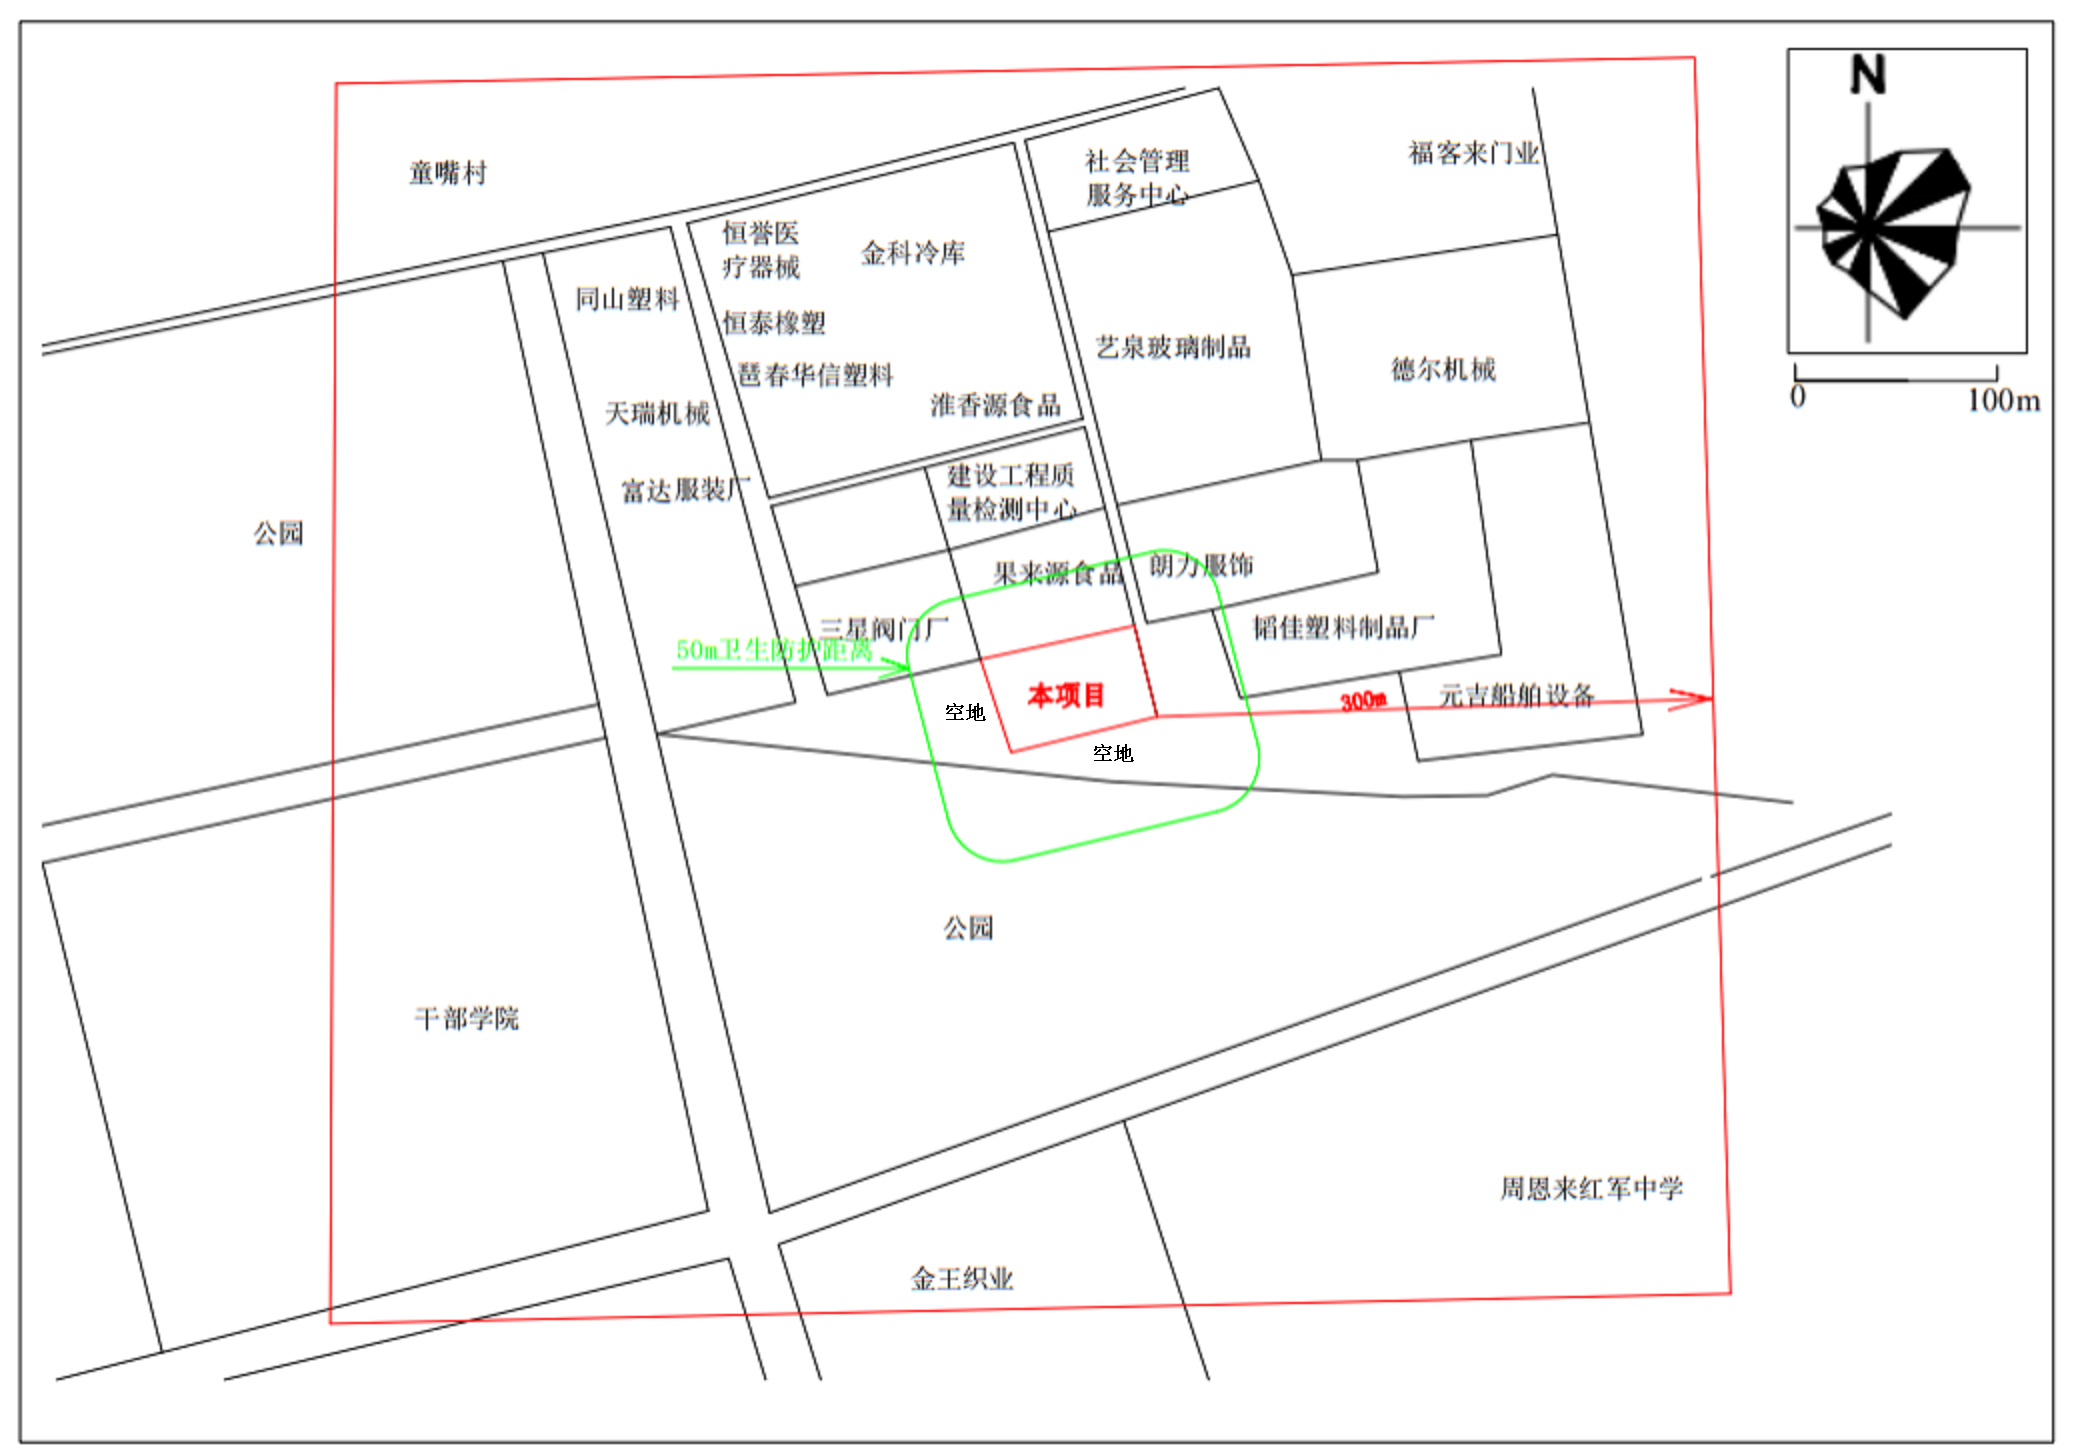 N
童嘴村
社会管理
服务中心
福客来门业
恒誉医
疗器械
金科冷库
同山塑料
恒泰橡塑
艺泉玻璃制品
琶春华信塑料
德尔机械
淮香源食品
天瑞机械
0
100m
建设工程质
量检测中心
富达服装厂
公园
果来源食品
朗力服饰
三星阀门厂
韬佳塑料制品厂
50m卫生防护距离
本项目
300m
元吉船舶设备
空地
空地
公园
干部学院
周恩来红军中学
金王织业